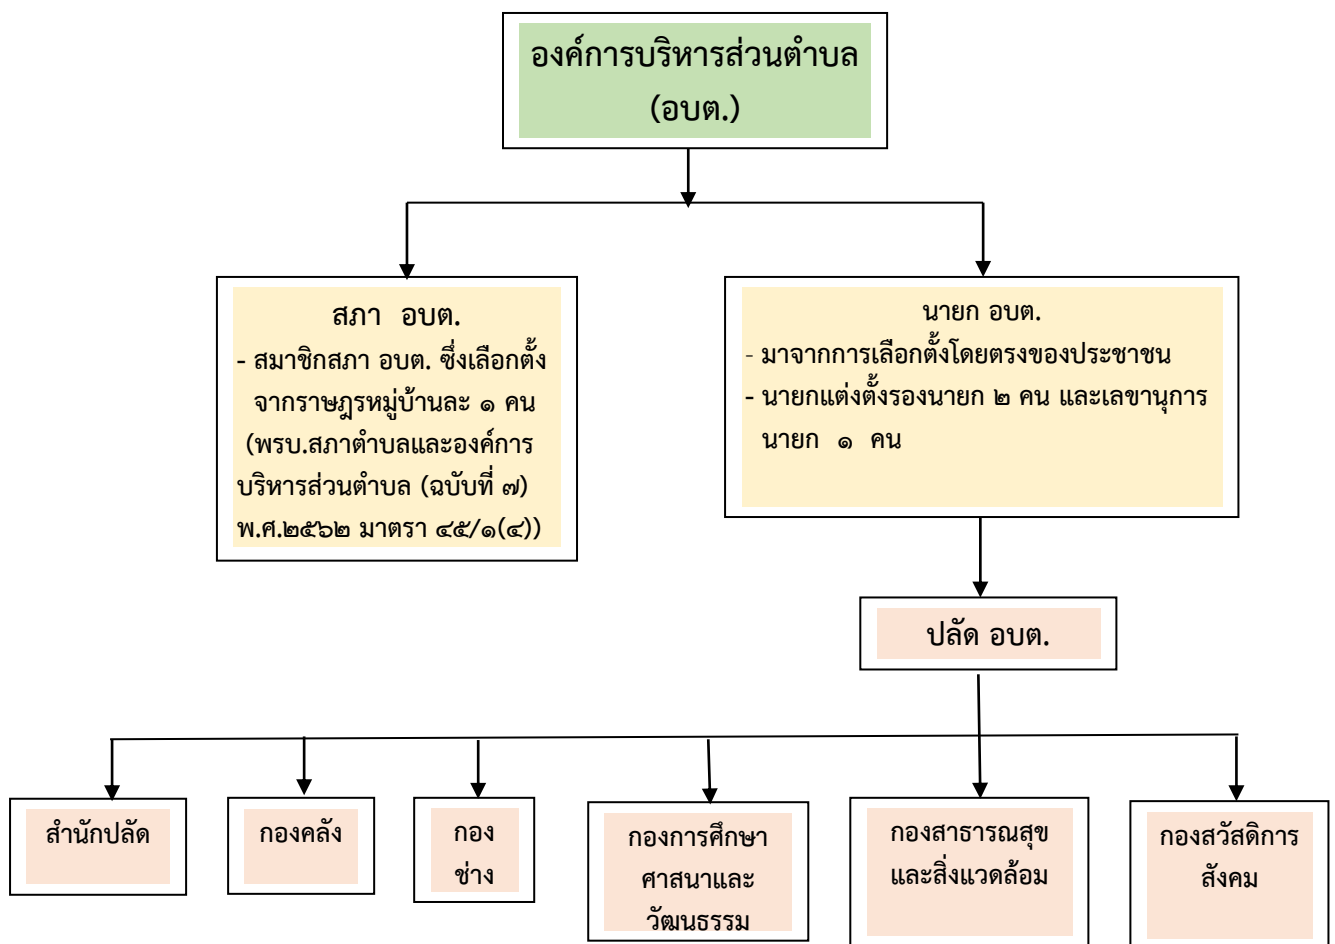 องค์การบริหารส่วนตำบล
(อบต.)
สภา อบต.
- สมาชิกสภา อบต. ซึ่งเลือกตั้ง
จากราษฎรหมู่บ้านละ ๑ คน
(พรบ.สภาตำบลและองค์การ
บริหารส่วนตำบล (ฉบับที่ ๗)
พ.ศ.๒๕๖๒ มาตรา ๔๕/๑(๔))
นายก อบต.
- มาจากการเลือกตั้งโดยตรงของประชาชน
- นายกแต่งตั้งรองนายก ๒ คน และเลขานุการ
นายก ๑ คน
ปลัด อบต.
สำนักปลัด
กองคลัง
กอง
ช่าง
กองการศึกษา
ศาสนาและ
วัฒนธรรม
กองสาธารณสุข
และสิ่งแวดล้อม
กองสวัสดิการ
สังคม